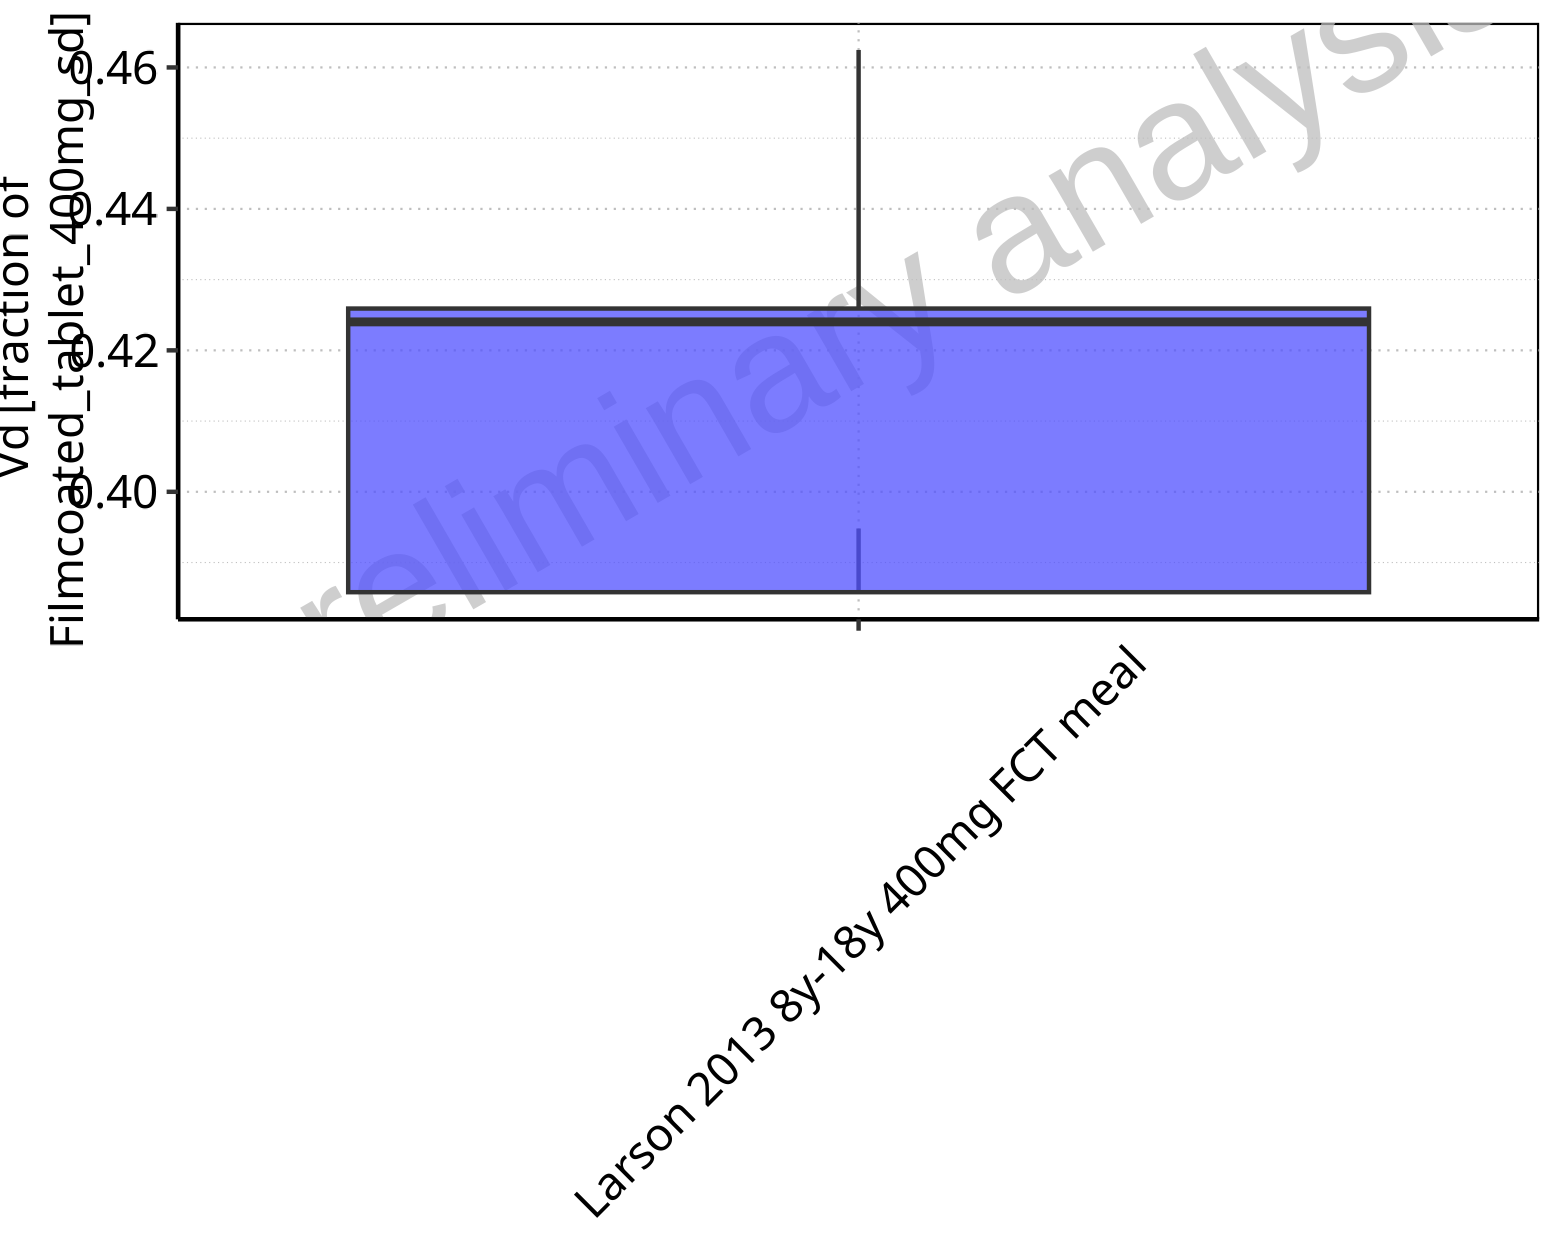 Vd [fraction of
Filmcoated_tablet_400mg_sd]
0.46
0.44
0.42
0.40
reliminary analysis
Larson 2013 8y-18y 400mg FCT meal